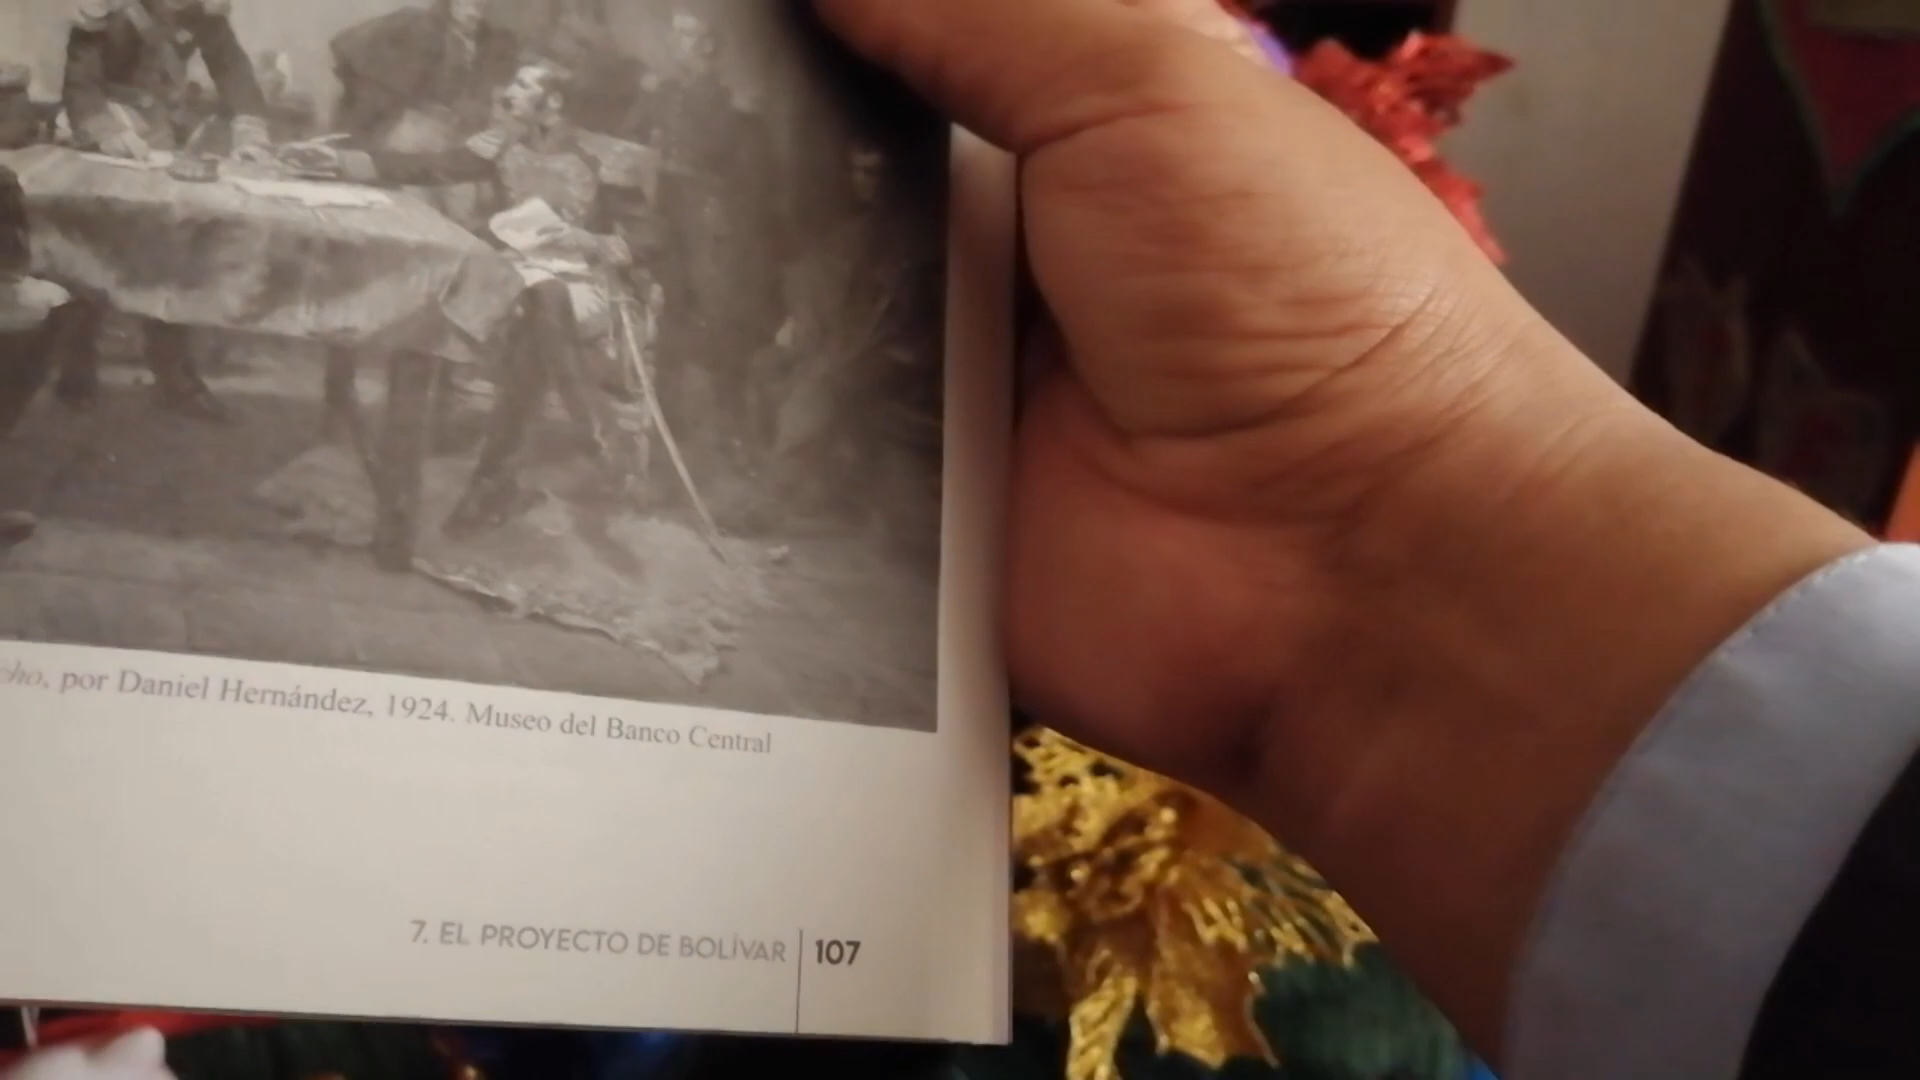 cho, por Daniel Hernández, 1924. Museo del Banco Central
7. EL PROYECTO DE BOLÍVAR 107